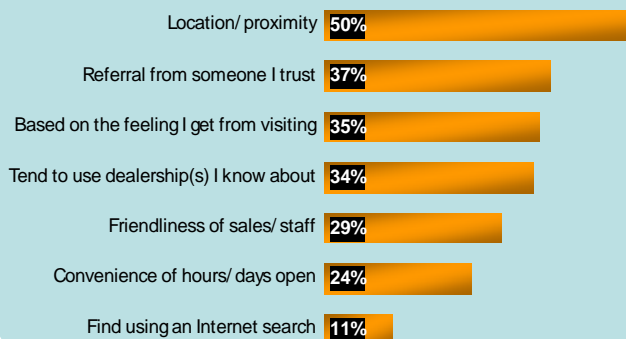 Location/ proximity 50%
Referral from someone I trust 37%
Based on the feeling I get from visiting 35%
Tend to use dealership(s) I know about 34%
Friendliness of sales/ staff 29%
Convenience of hours/ days open 24%
Find using an Internet search 11%